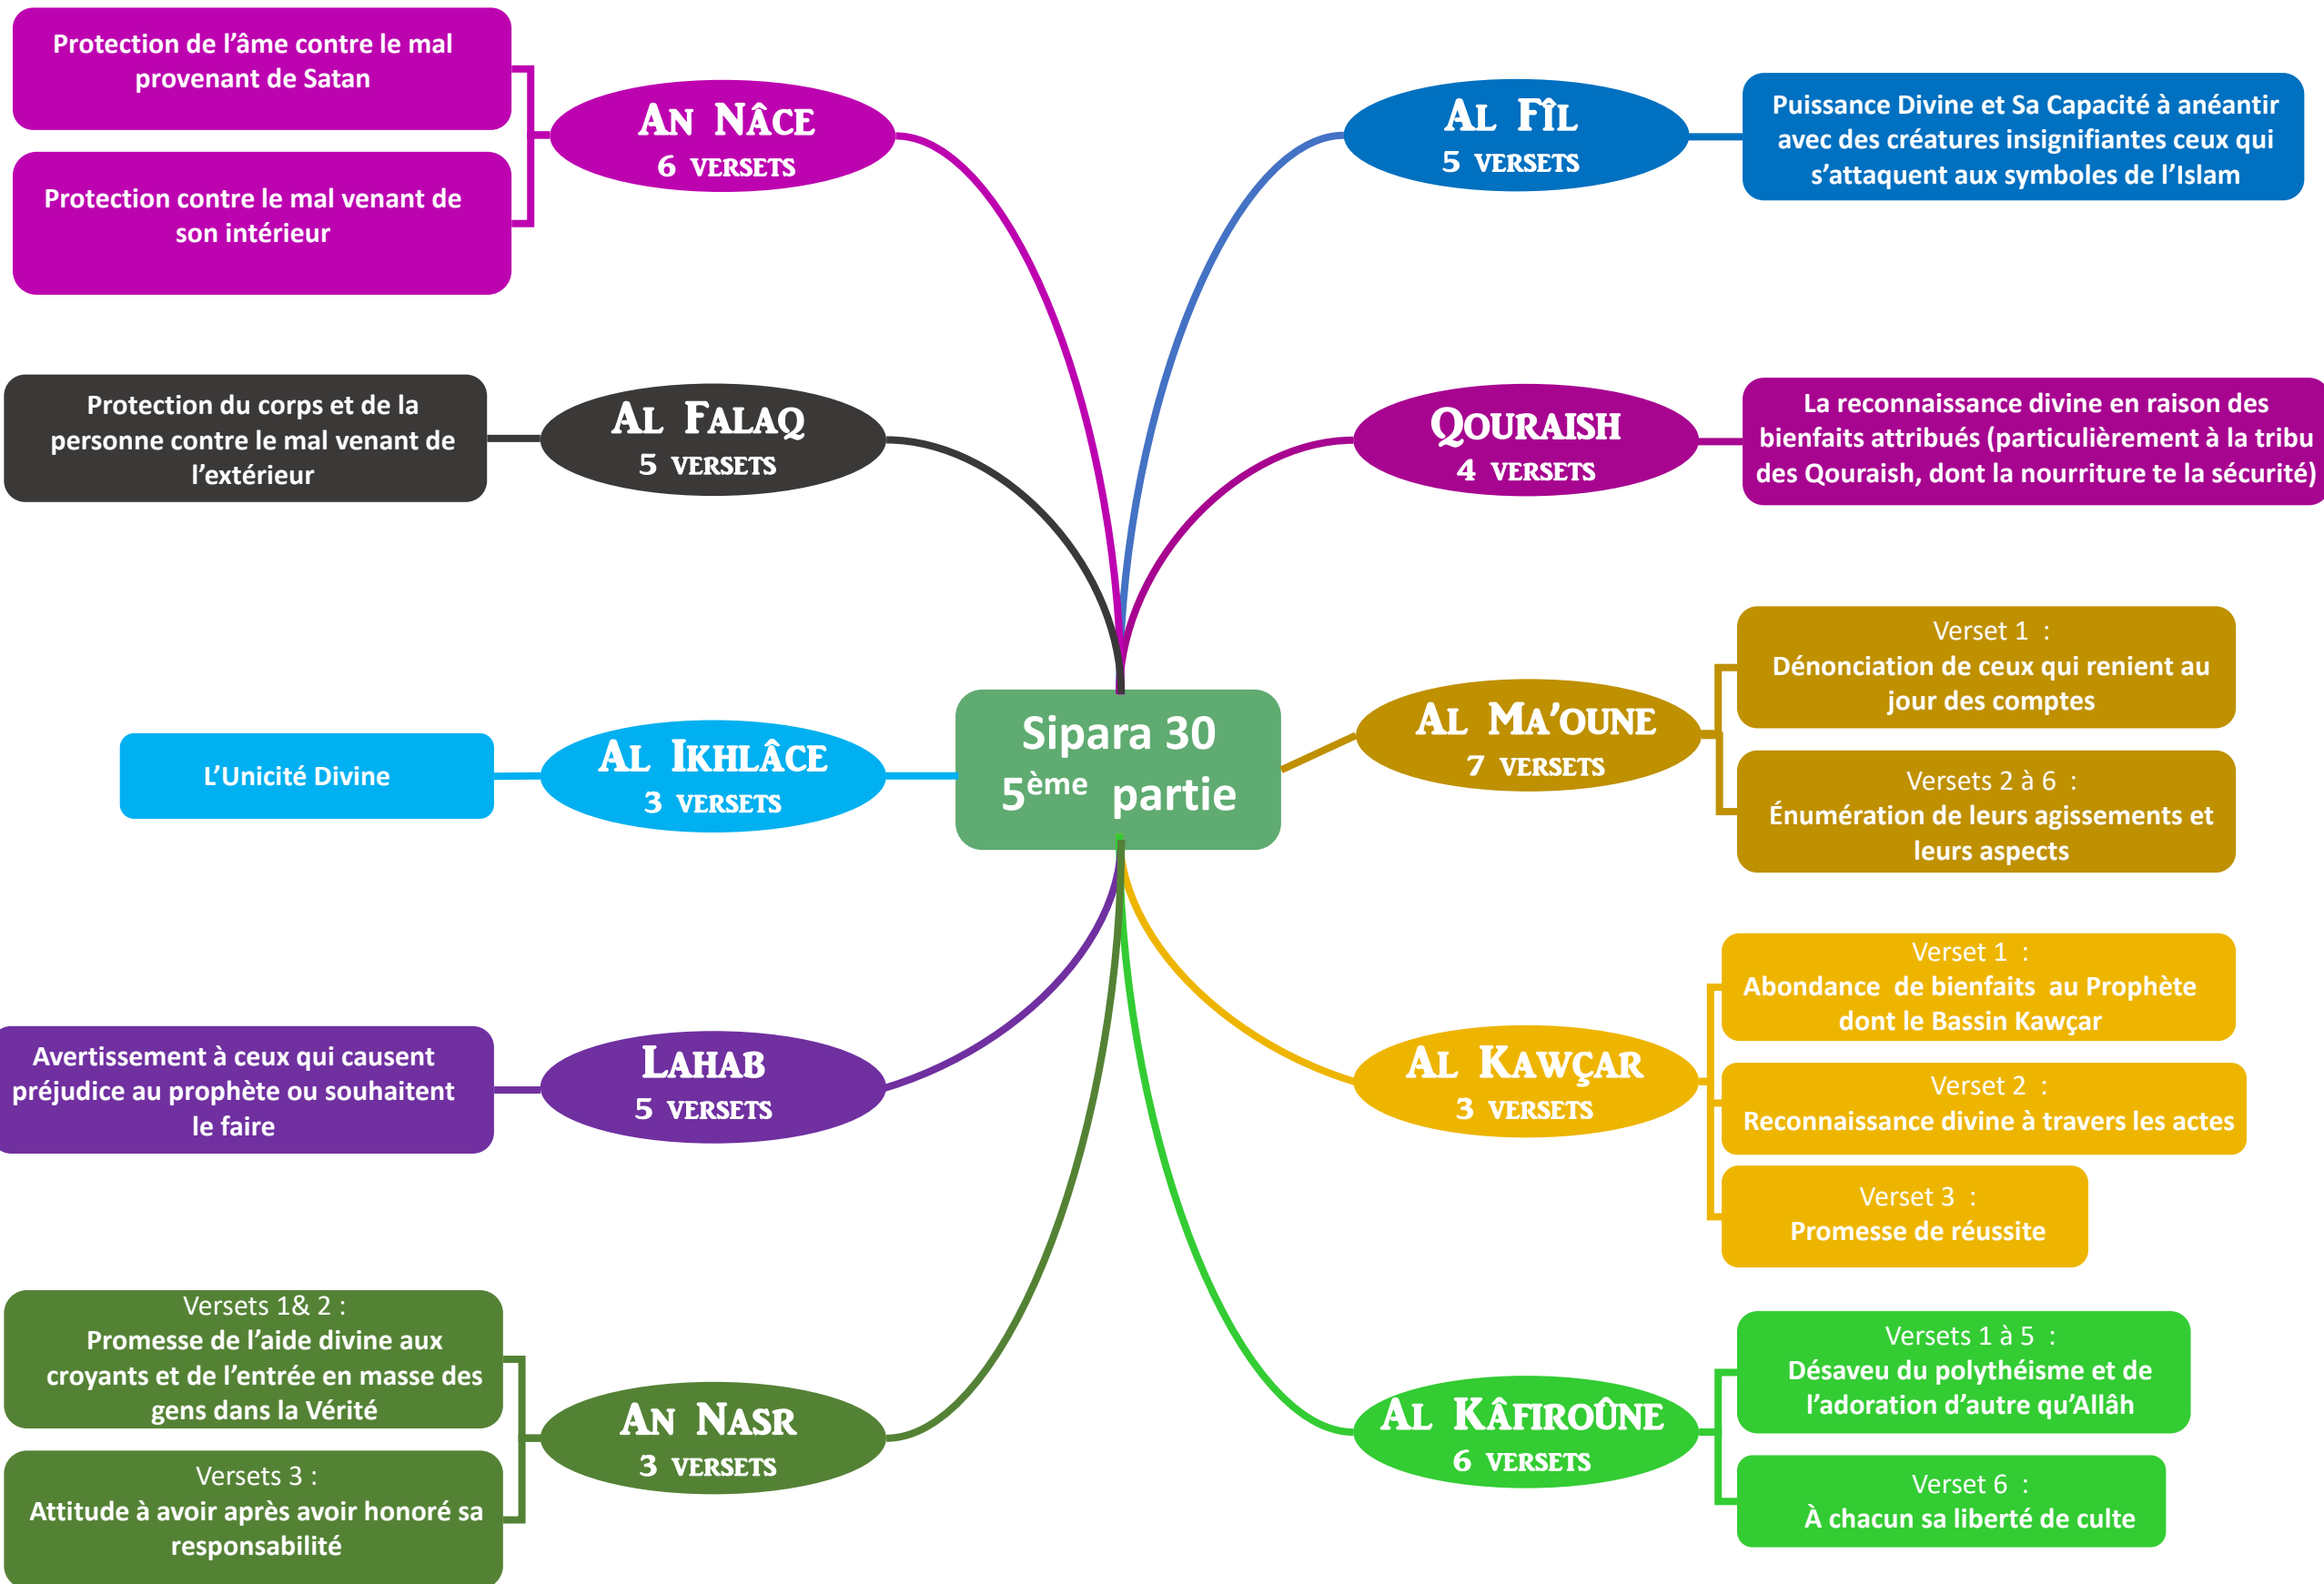 Sipara 30
5ème partie
Al Fîl
5 versets
Puissance Divine et Sa Capacité à anéantir
avec des créatures insignifiantes ceux qui
s’attaquent aux symboles de l’Islam
Qouraish
4 versets
La reconnaissance divine en raison des
bienfaits attribués (particulièrement à la tribu
des Qouraish, dont la nourriture te la sécurité)
Al Ma’oune
7 versets
Verset 1 :
Dénonciation de ceux qui renient au
jour des comptes
Versets 2 à 6 :
Énumération de leurs agissements et
leurs aspects
Al Kawçar
3 versets
Verset 1 :
Abondance de bienfaits au Prophète
dont le Bassin Kawçar
Verset 2 :
Reconnaissance divine à travers les actes
Verset 3 :
Promesse de réussite
Al Kâfiroûne
6 versets
Versets 1 à 5 :
Désaveu du polythéisme et de
l’adoration d’autre qu’Allâh
Verset 6 :
À chacun sa liberté de culte
An Nasr
3 versets
Versets 1& 2 :
Promesse de l’aide divine aux
croyants et de l’entrée en masse des
gens dans la Vérité
Versets 3 :
Attitude à avoir après avoir honoré sa
responsabilité
Lahab
5 versets
Avertissement à ceux qui causent
préjudice au prophète ou souhaitent
le faire
Al Ikhlâce
3 versets
L’Unicité Divine
Al Falaq
5 versets
Protection du corps et de la
personne contre le mal venant de
l’extérieur
An Nâce
6 versets
Protection de l’âme contre le mal
provenant de Satan
Protection contre le mal venant de
son intérieur